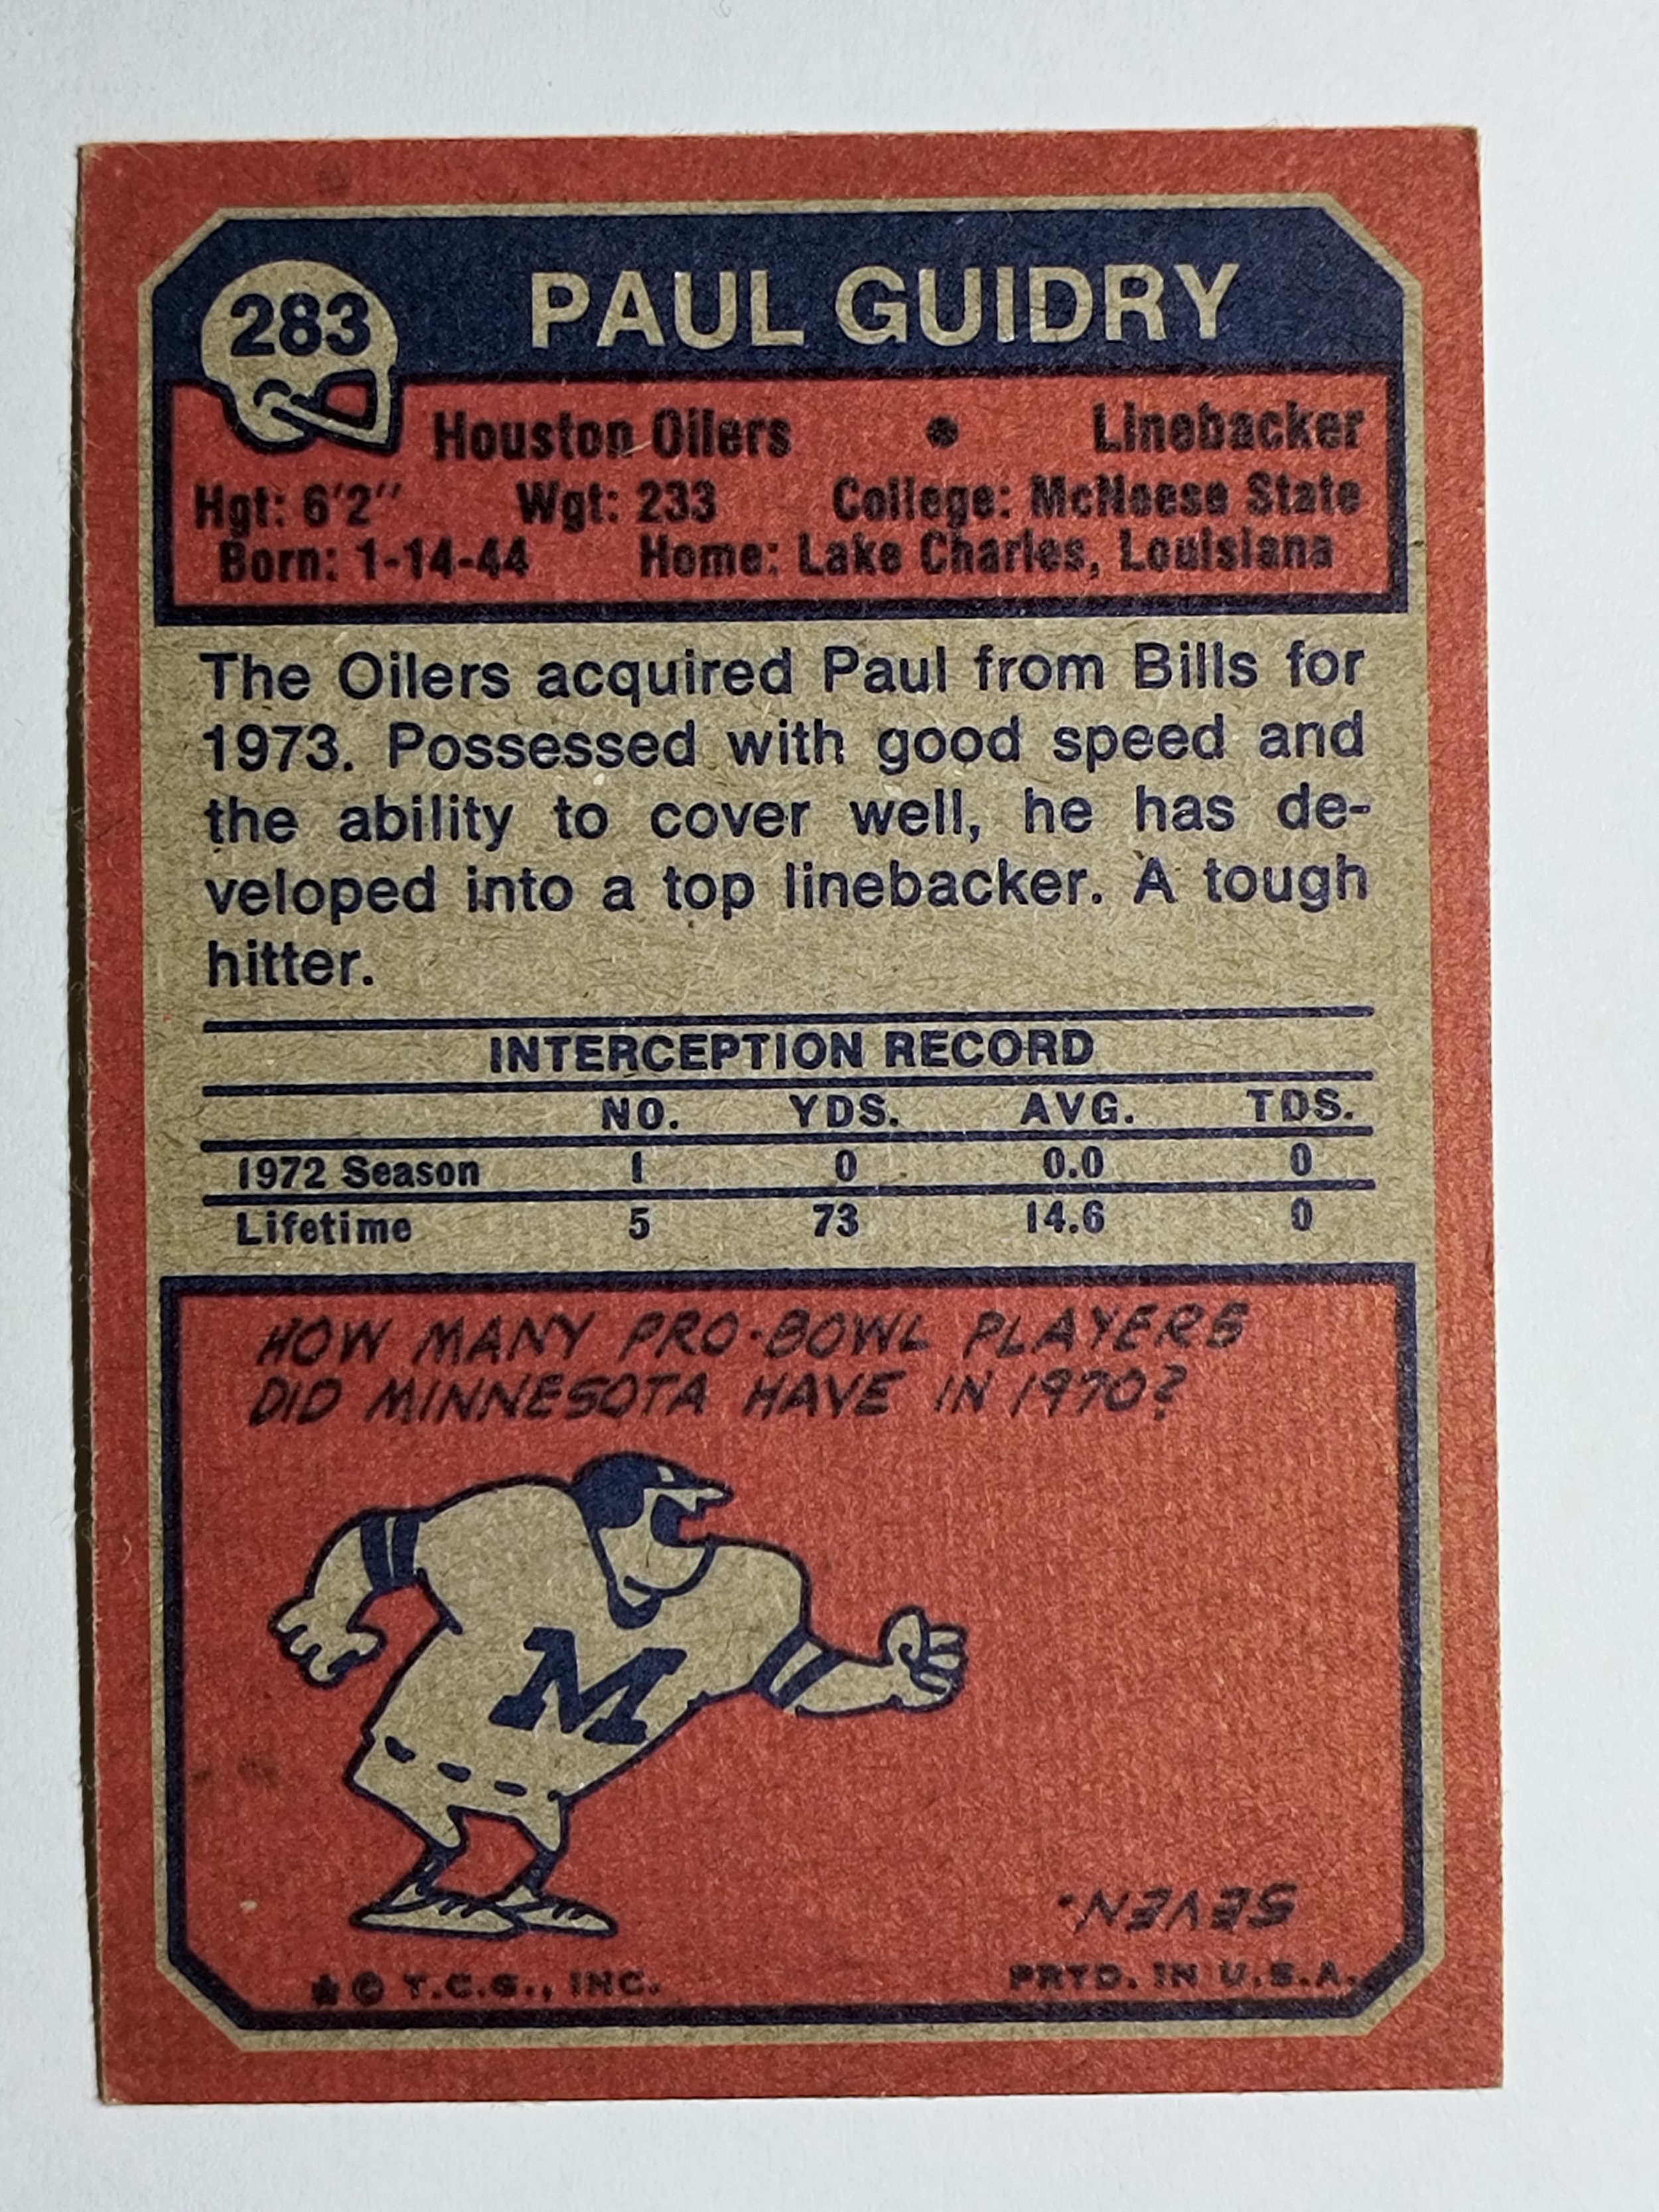 283
PAUL GUIDRY
Houston Oilers • Linebacker
Hgt: 6'2" Wgt: 233 College: McNeese State
Born: 1-14-44 Home: Lake Charles, Louisiana
The Oilers acquired Paul from Bills for
1973. Possessed with good speed and
the ability to cover well, he has de-
veloped into a top linebacker. A tough
hitter.
INTERCEPTION RECORD
NO. YDS. AVG. TDS.
1972 Season 1 0 0.0 0
Lifetime 5 73 14.6 0
HOW MANY PRO-BOWL PLAYERS
DID MINNESOTA HAVE IN 1970?
M
SEVEN.
★ © T.C.G., INC. PRTD. IN U.S.A.